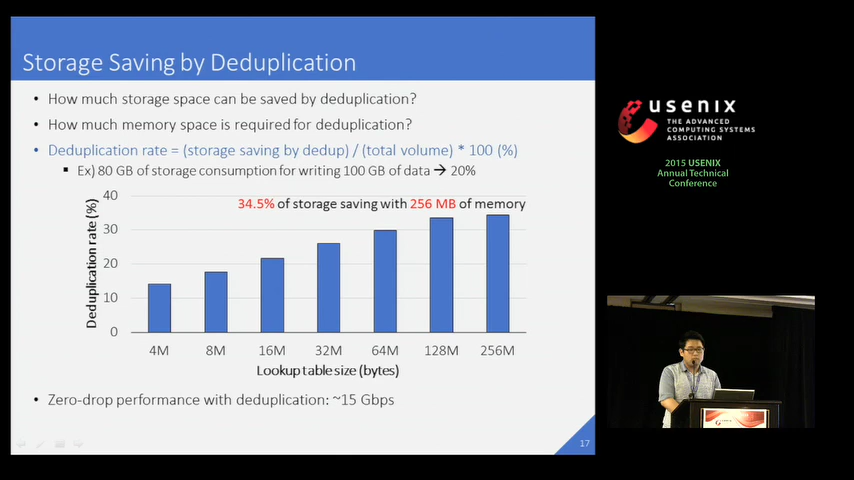 Storage Saving by Deduplication
• How much storage space can be saved by deduplication?
• How much memory space is required for deduplication?
• Deduplication rate = (storage saving by dedup) / (total volume) * 100 (%)
▪ Ex) 80 GB of storage consumption for writing 100 GB of data → 20%
34.5% of storage saving with 256 MB of memory
Deduplication rate (%)
40
30
20
10
0
4M 8M 16M 32M 64M 128M 256M
Lookup table size (bytes)
• Zero-drop performance with deduplication: ~15 Gbps
17
usenix
THE ADVANCED
COMPUTING SYSTEMS
ASSOCIATION
2015 USENIX
Annual Technical
Conference